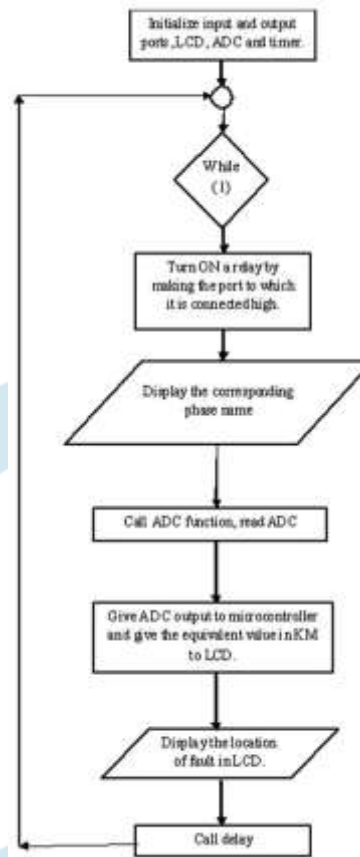 Initialize input and output
ports, LCD, ADC and timer.
While
(1)
Turn ON a relay by
making the port to which
it is connected high.
Display the corresponding
phase name
Call ADC function, read ADC
Give ADC output to microcontroller
and give the equivalent value in KM
to LCD.
Display the location
of fault in LCD.
Call delay